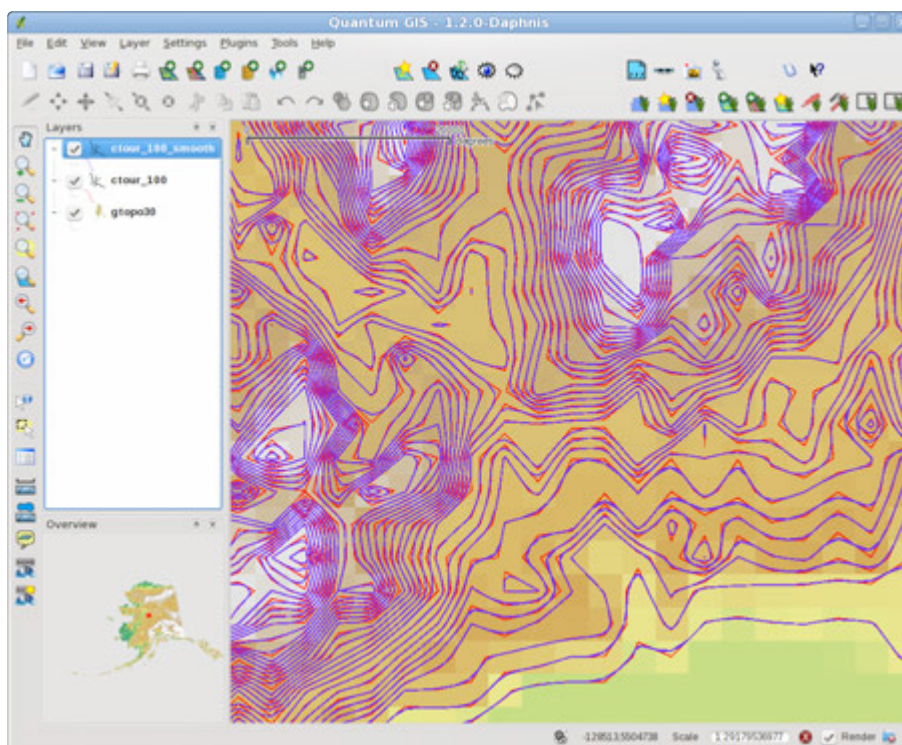 Quantum GIS - 1.2.0-Daphnis
File Edit View Layer Settings Plugins Tools Help
Layers
ctour_100_smooth
ctour_100
gtopo30
Overview
Scale
Render